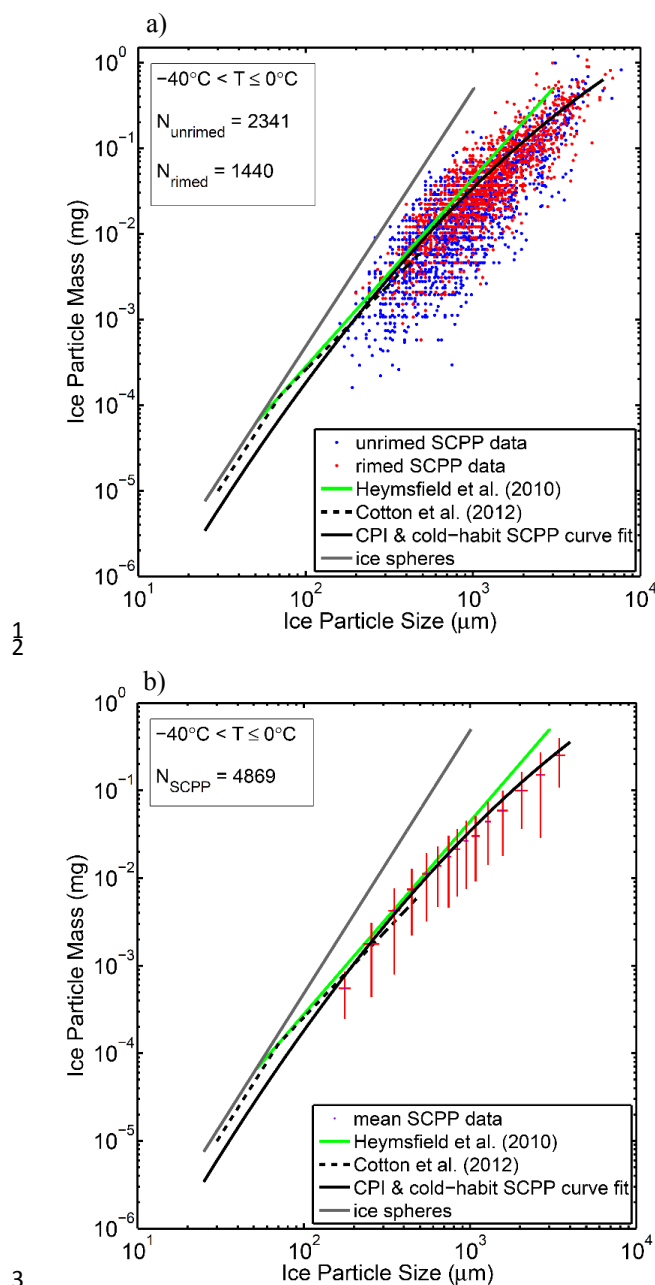 a)
10^0
10^−1
10^−2
10^−3
10^−4
10^−5
10^−6
Ice Particle Mass (mg)
−40°C < T ≤ 0°C
N_unrimed = 2341
N_rimed = 1440
unrimed SCPP data
rimed SCPP data
Heymsfield et al. (2010)
Cotton et al. (2012)
CPI & cold−habit SCPP curve fit
ice spheres
10^1 10^2 10^3 10^4
Ice Particle Size (μm)
1
2
b)
10^0
10^−1
10^−2
10^−3
10^−4
10^−5
10^−6
Ice Particle Mass (mg)
−40°C < T ≤ 0°C
N_SCPP = 4869
mean SCPP data
Heymsfield et al. (2010)
Cotton et al. (2012)
CPI & cold−habit SCPP curve fit
ice spheres
10^1 10^2 10^3 10^4
Ice Particle Size (μm)
3